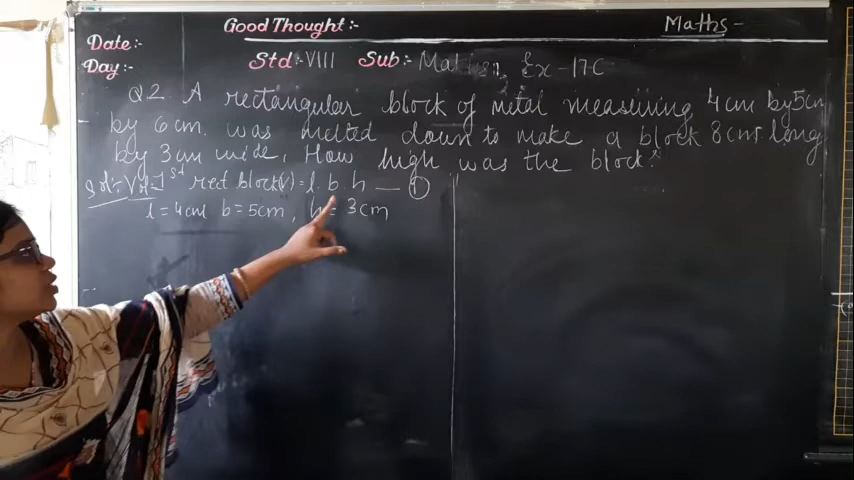 Good Thought:-
Maths -
Date:-
Day:-
Std:- VIII Sub:- Maths, Ex-17C
Q2. A rectangular block of metal measuring 4cm by 5cm
by 6cm. was melted down to make a block 8cm long
by 3cm wide. How high was the block?
Sol:- Vol= 1st rect block(V) = l.b.h — ①
l = 4cm b = 5cm, h = 3cm